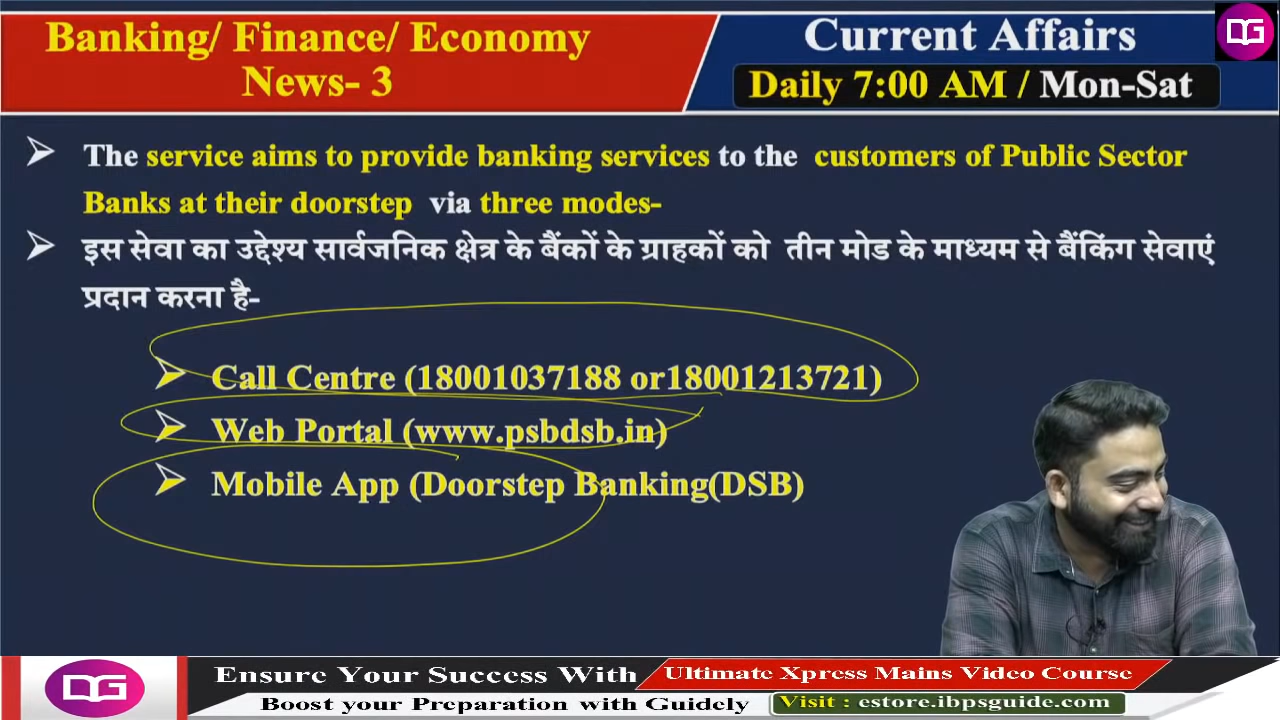 Banking/ Finance/ Economy
News- 3
Current Affairs
Daily 7:00 AM / Mon-Sat
DG
The service aims to provide banking services to the customers of Public Sector
Banks at their doorstep via three modes-
इस सेवा का उद्देश्य सार्वजनिक क्षेत्र के बैंकों के ग्राहकों को तीन मोड के माध्यम से बैंकिंग सेवाएं
प्रदान करना है-
Call Centre (18001037188 or18001213721)
Web Portal (www.psbdsb.in)
Mobile App (Doorstep Banking(DSB)
DG
Ensure Your Success With
Ultimate Xpress Mains Video Course
Boost your Preparation with Guidely
Visit : estore.ibpsguide.com